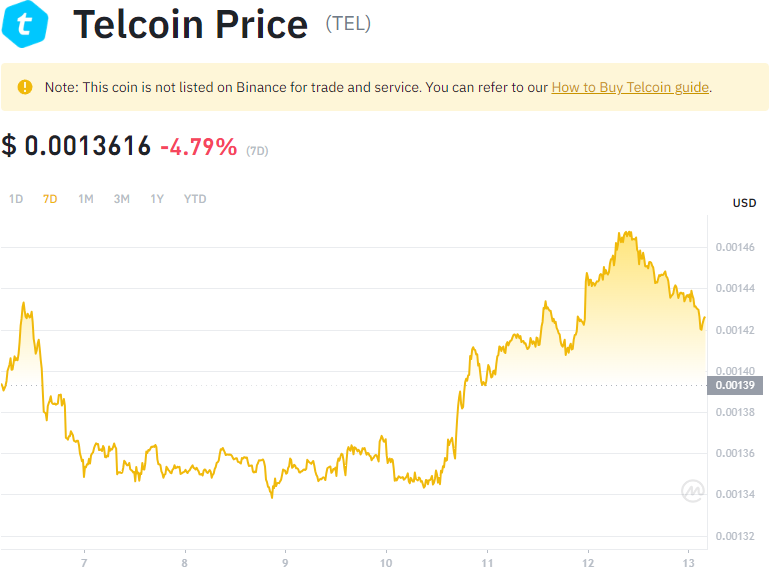 Telcoin Price (TEL)
Note: This coin is not listed on Binance for trade and service. You can refer to our How to Buy Telcoin guide.
$ 0.0013616 -4.79% (7D)
1D 7D 1M 3M 1Y YTD
USD
0.00146
0.00144
0.00142
0.00140
0.00139
0.00138
0.00136
0.00134
0.00132
7 8 9 10 11 12 13